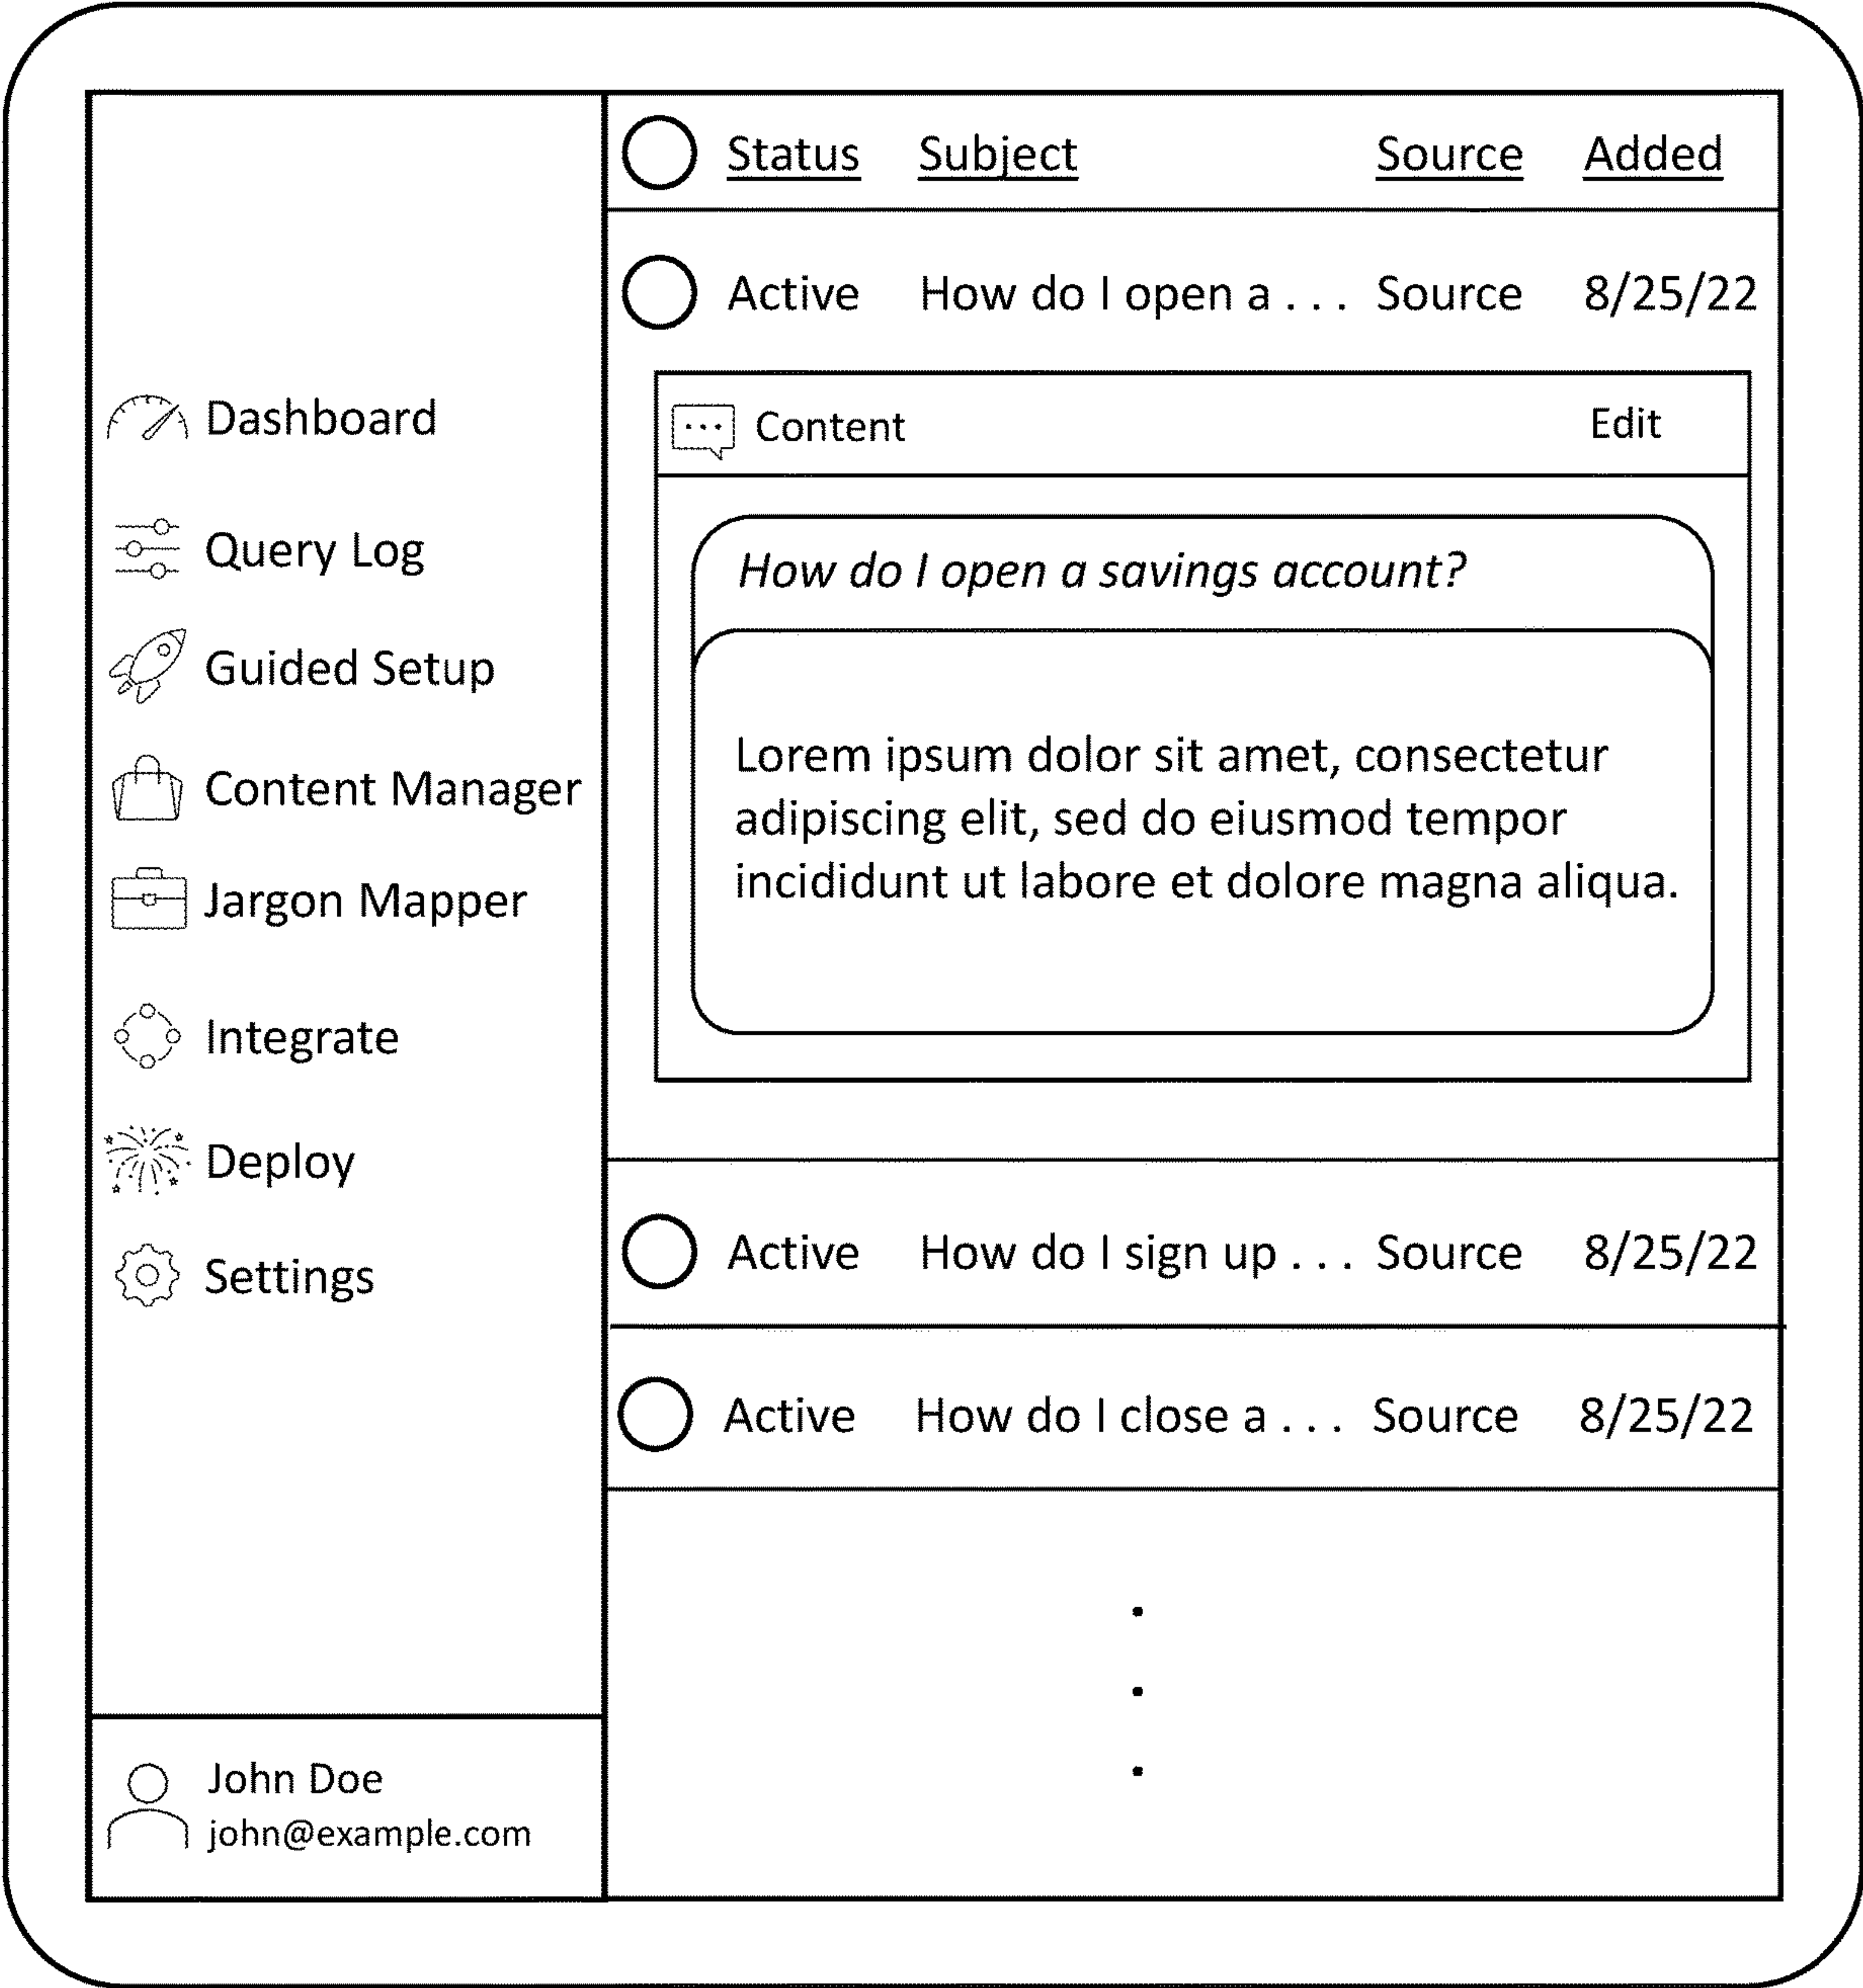 Dashboard
Query Log
Guided Setup
Content Manager
Jargon Mapper
Integrate
Deploy
Settings
John Doe
john@example.com
Status Subject Source Added
Active How do I open a . . . Source 8/25/22
Content Edit
How do I open a savings account?
Lorem ipsum dolor sit amet, consectetur
adipiscing elit, sed do eiusmod tempor
incididunt ut labore et dolore magna aliqua.
Active How do I sign up . . . Source 8/25/22
Active How do I close a . . . Source 8/25/22